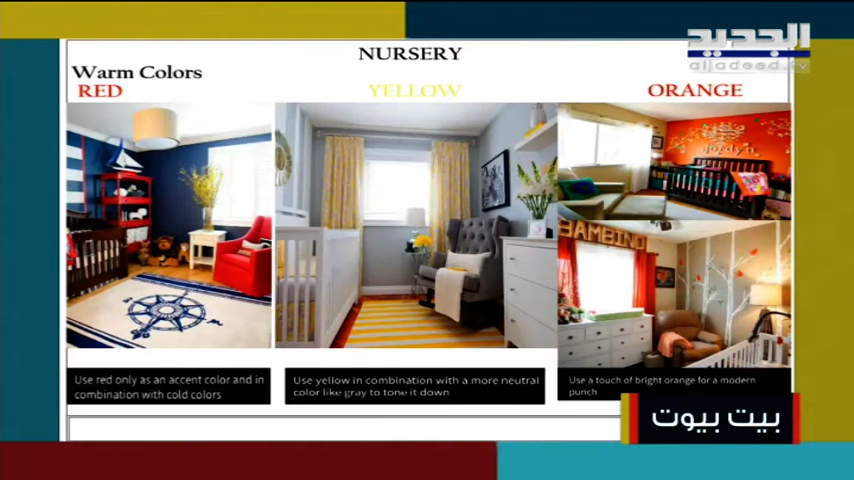 الجديد
aljadeed.tv
NURSERY
Warm Colors
RED
YELLOW
ORANGE
jordyn
BAMBINO
Use red only as an accent color and in
combination with cold colors
Use yellow in combination with a more neutral
color like gray to tone it down
Use a touch of bright orange for a modern
punch
بيت بيوت